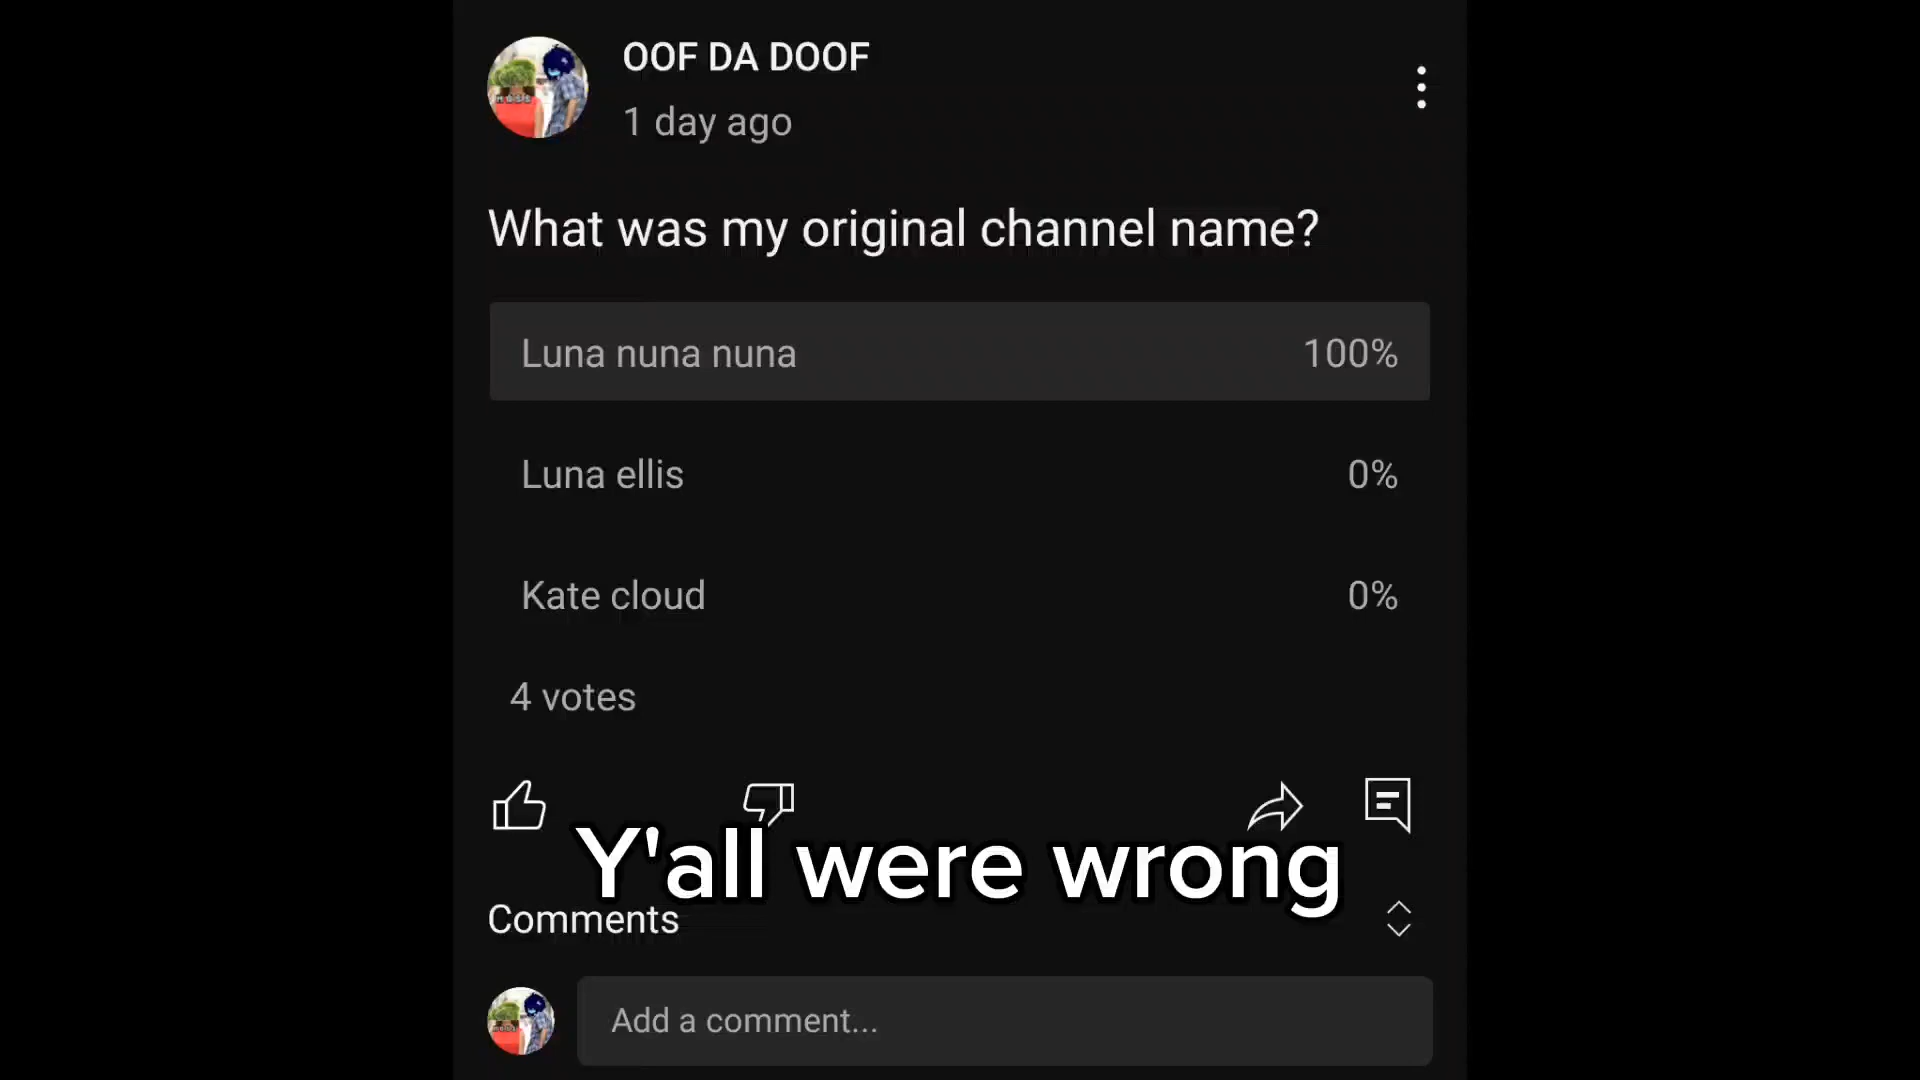 OOF DA DOOF
1 day ago
What was my original channel name?
Luna nuna nuna 100%
Luna ellis 0%
Kate cloud 0%
4 votes
Y'all were wrong
Comments
Add a comment...